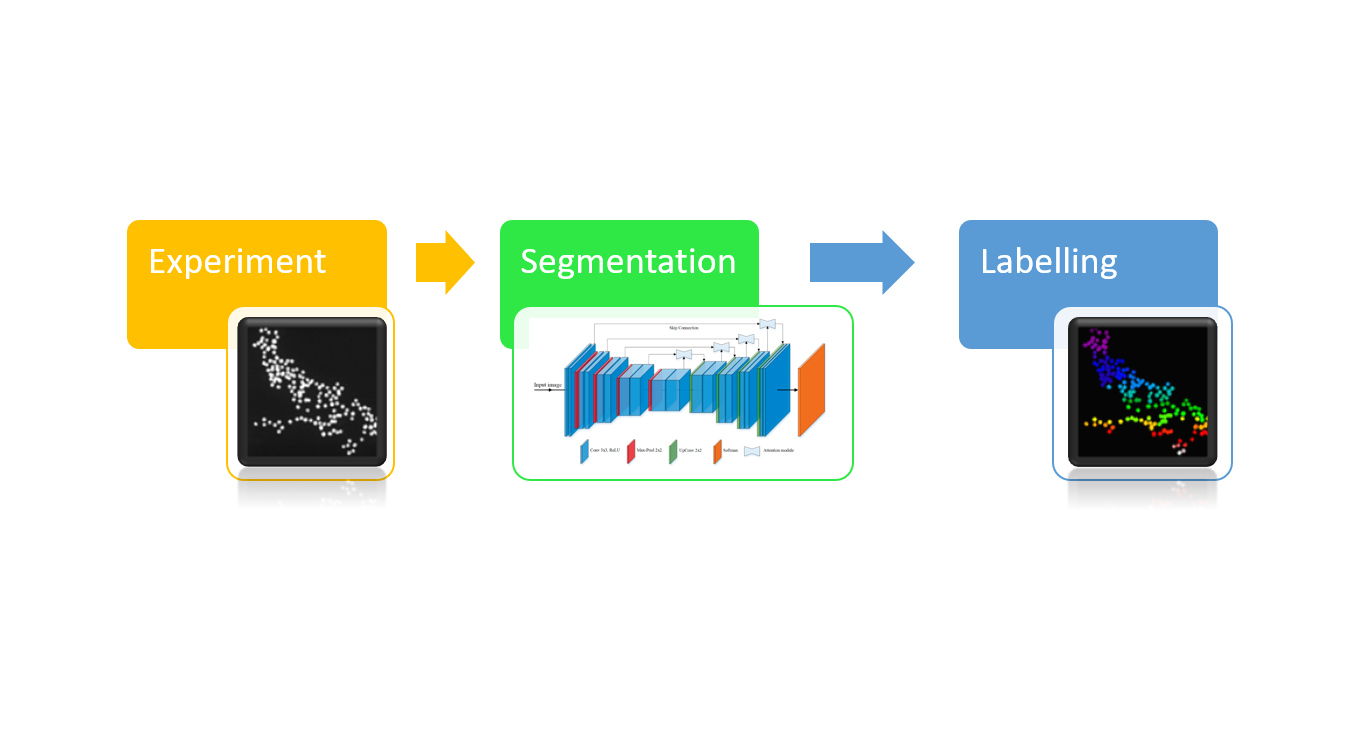 Experiment
Segmentation
Labelling
Skip Connection
Input image
Conv 3x3, ReLU
Max-Pool 2x2
UpConv 2x2
Softmax
Attention module